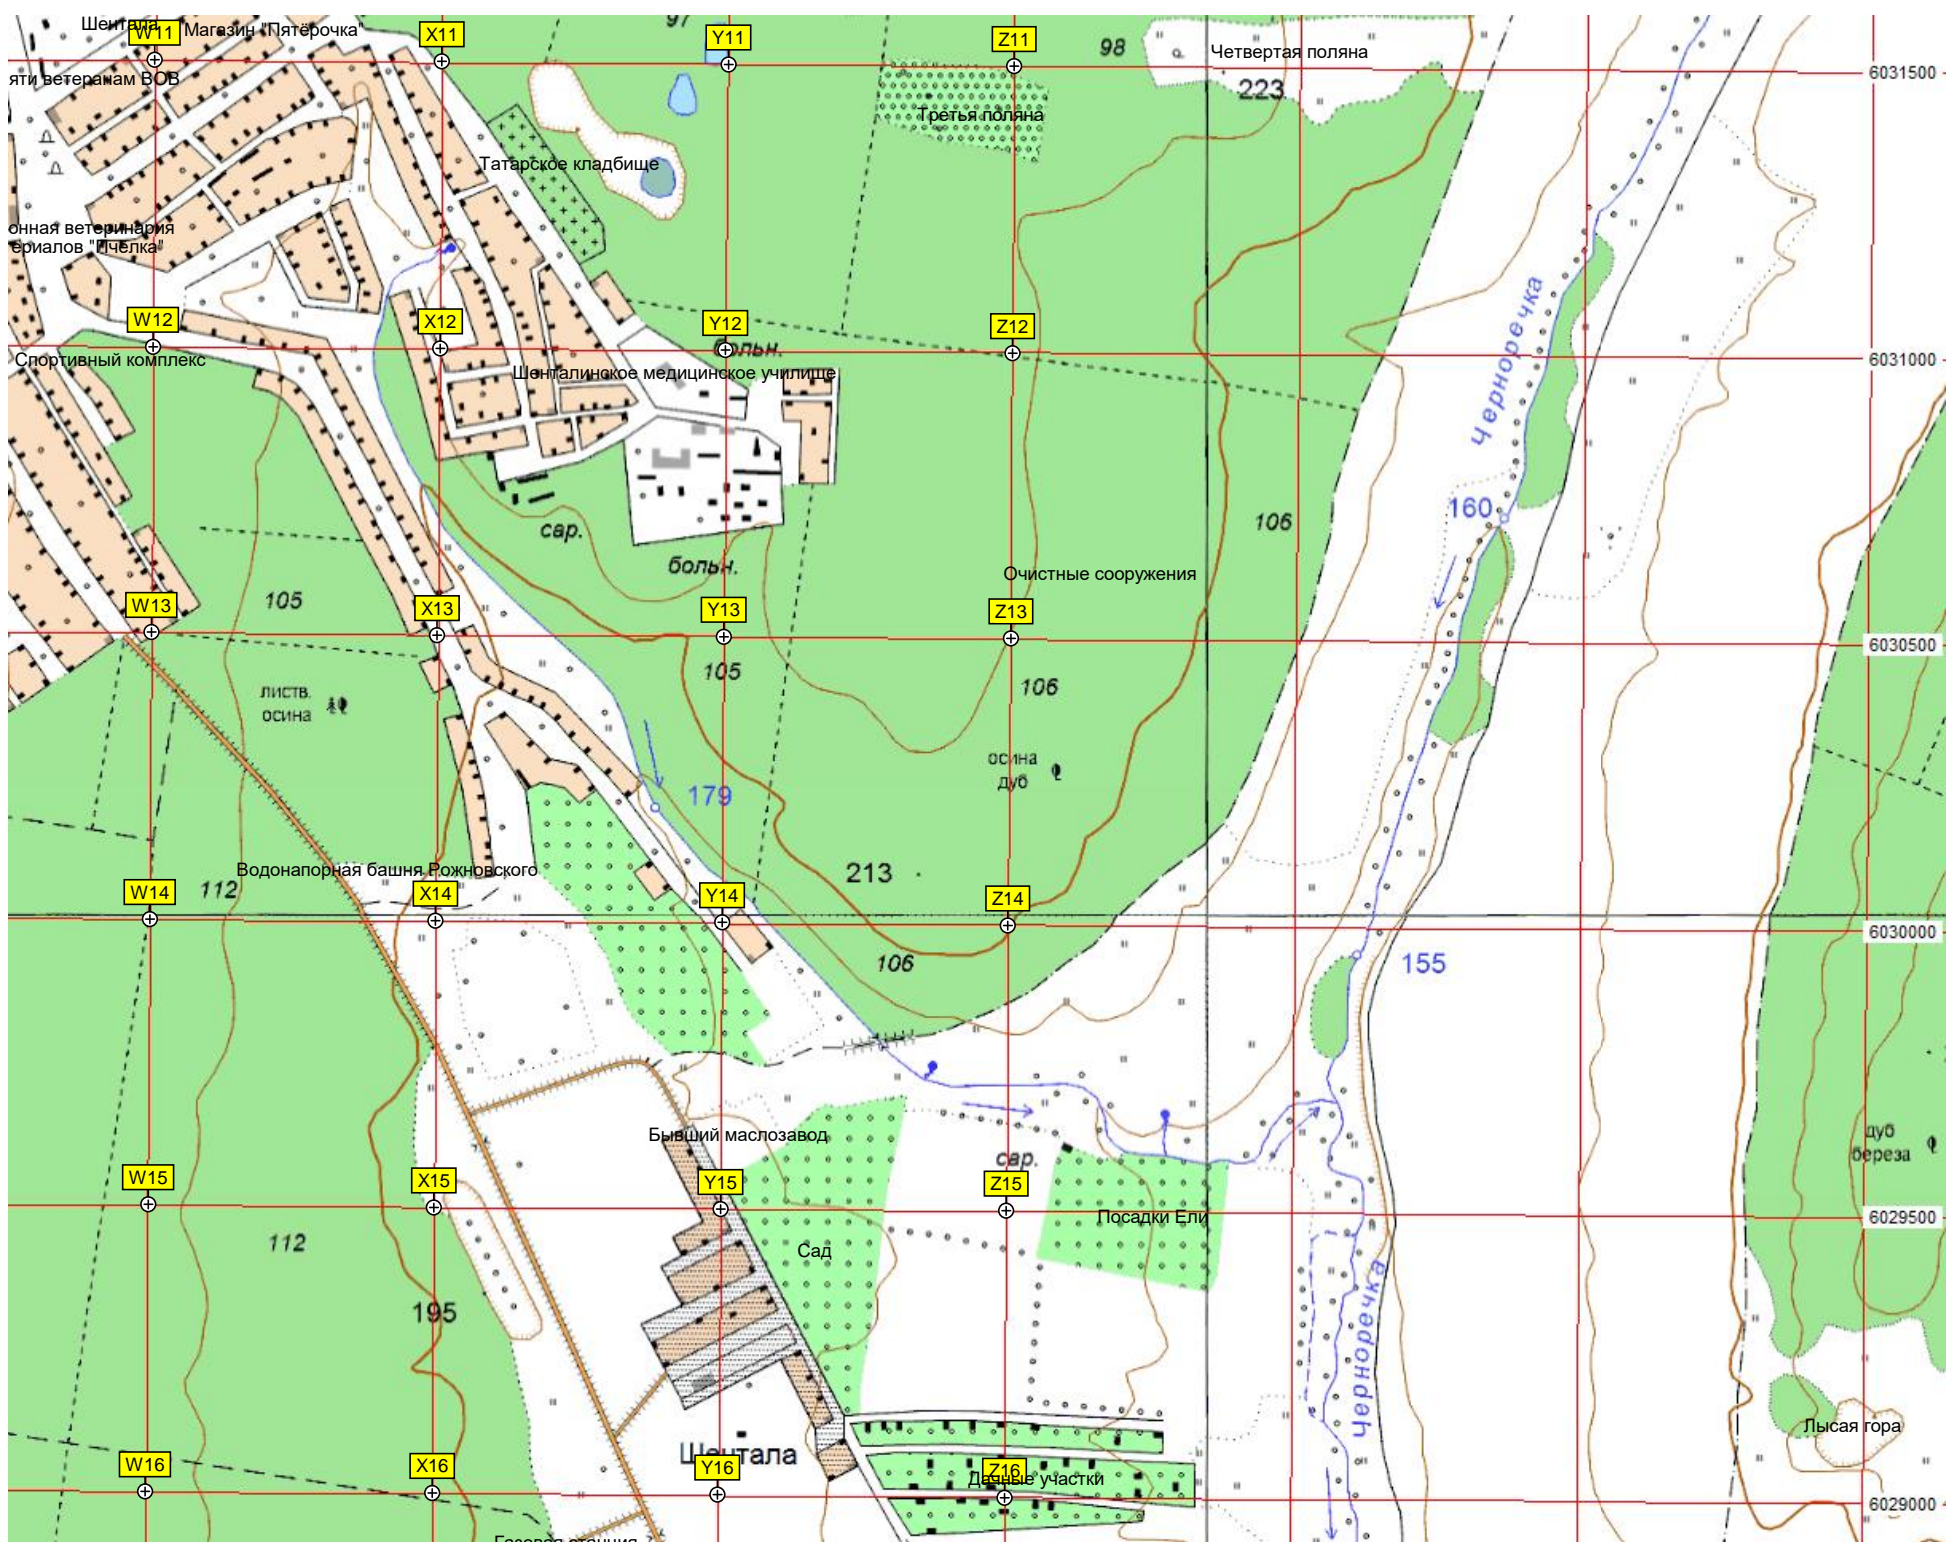 97
Шентала
W11
Магазин "Пятёрочка"
X11
Y11
Z11
98
Четвертая поляна
6031500
яти ветеранам ВОВ
223
Третья поляна
Татарское кладбище
онная ветеринария
ериалов "Пчёлка"
Черноречка
W12
X12
Y12
Z12
больн.
6031000
Спортивный комплекс
Шенталинское медицинское училище
160
106
сар.
больн.
Очистные сооружения
105
W13
X13
Y13
Z13
6030500
105
106
листв.
осина
осина
дуб
179
Водонапорная башня Рожновского
213
112
W14
X14
Y14
Z14
6030000
106
155
Бывший маслозавод
дуб
береза
сар.
W15
X15
Y15
Z15
Посадки Ели
6029500
112
Сад
195
Черноречка
Лысая гора
Шентала
W16
X16
Y16
Z16
Дачные участки
6029000
Газовая станция